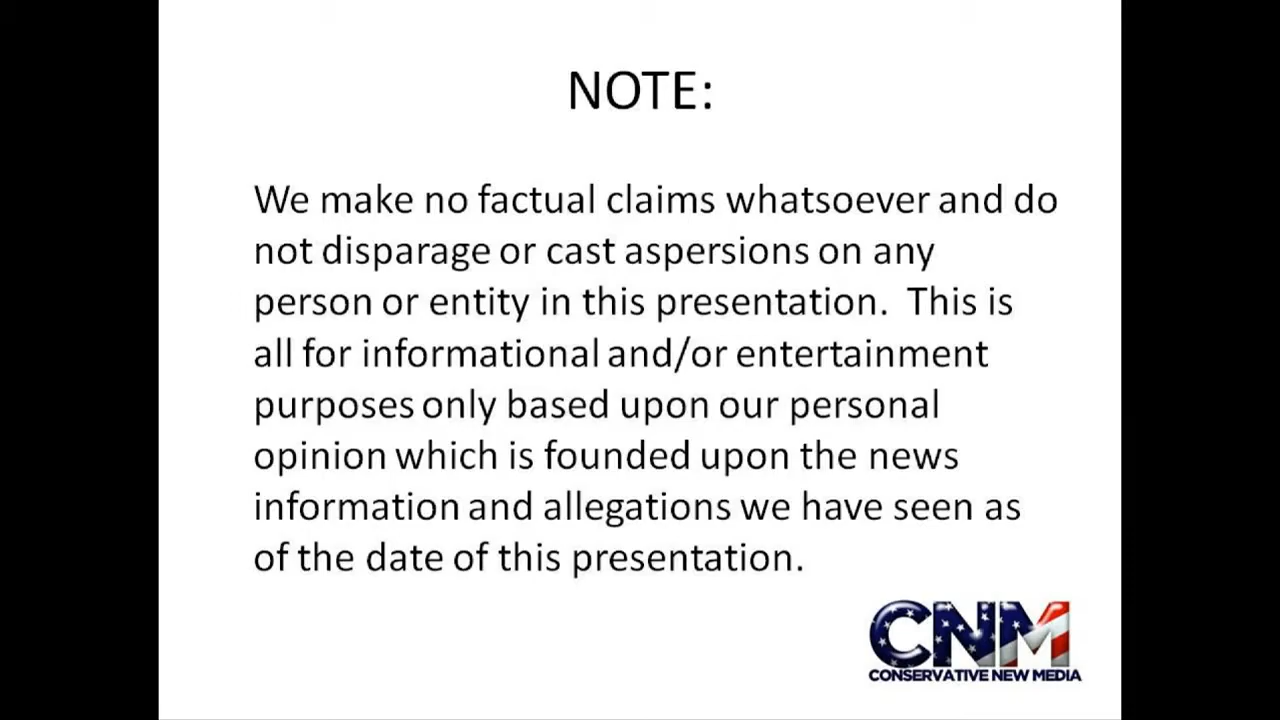 NOTE:
We make no factual claims whatsoever and do
not disparage or cast aspersions on any
person or entity in this presentation.  This is
all for informational and/or entertainment
purposes only based upon our personal
opinion which is founded upon the news
information and allegations we have seen as
of the date of this presentation.
CNM
CONSERVATIVE NEW MEDIA